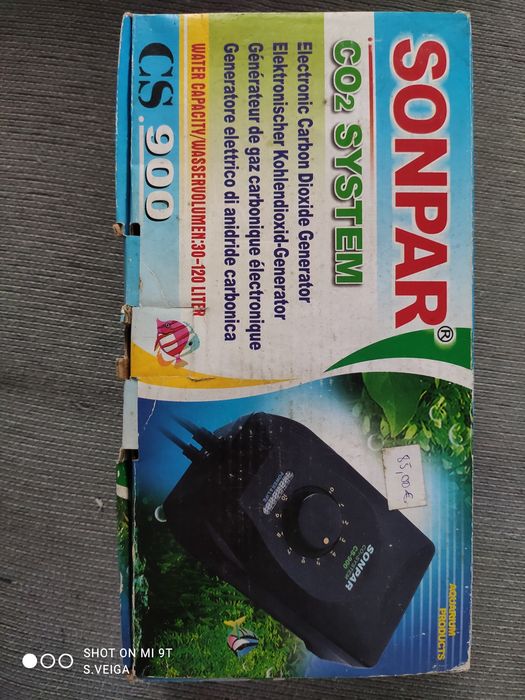 SONPAR®
CO2 SYSTEM
Electronic Carbon Dioxide Generator
Elektronischer Kohlendioxid-Generator
Générateur de gaz carbonique électronique
Generatore elettrico di anidride carbonica
WATER CAPACITY/WASSERVOLUMEN:30-120 LITER
CS 900
AQUARIUM
PRODUCTS
85,00€
SONPAR
CO2 SYSTEM
CS-900
SHOT ON MI 9T
S.VEIGA